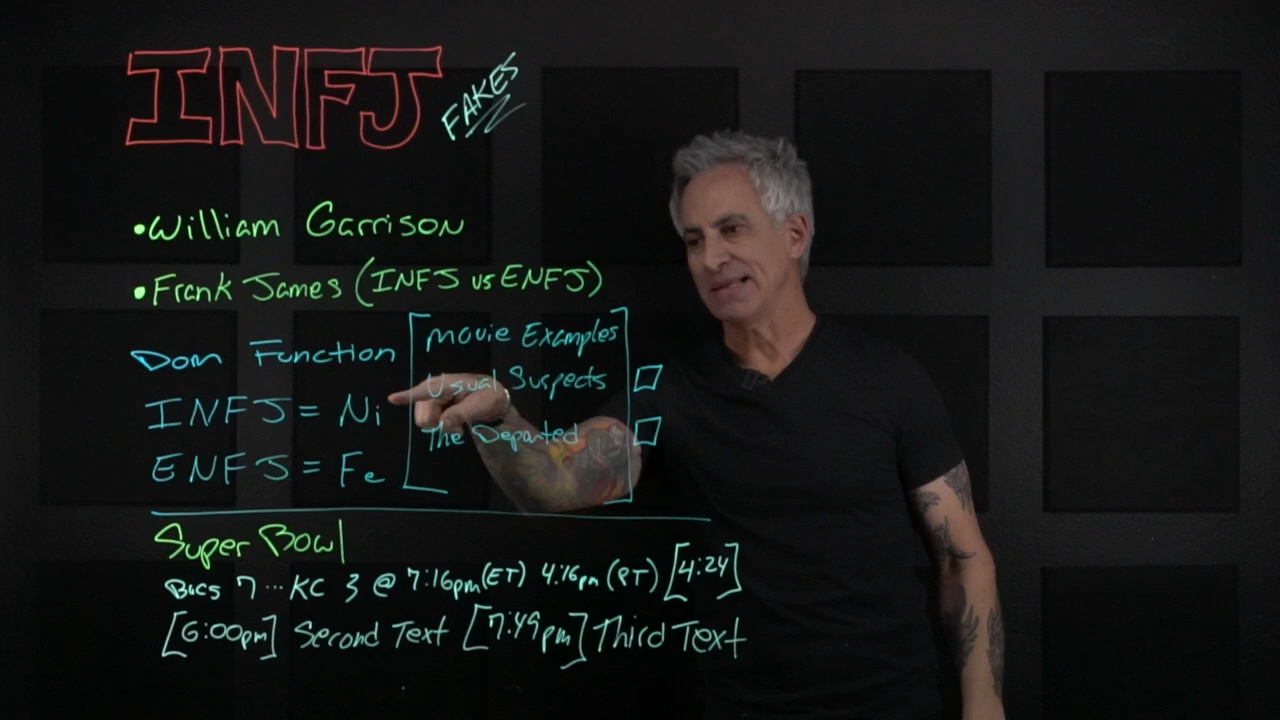 INFJ FAKES
•William Garrison
•Frank James (INFJ vs ENFJ)
Dom Function
INFJ = Ni
ENFJ = Fe
[Movie Examples]
Usual Suspects □
The Departed □
Super Bowl
Bucs 7 ... KC 3 @ 7:16pm (ET) 4:16pm (PT) [4:24]
[6:00pm] Second Text [7:49pm] Third Text